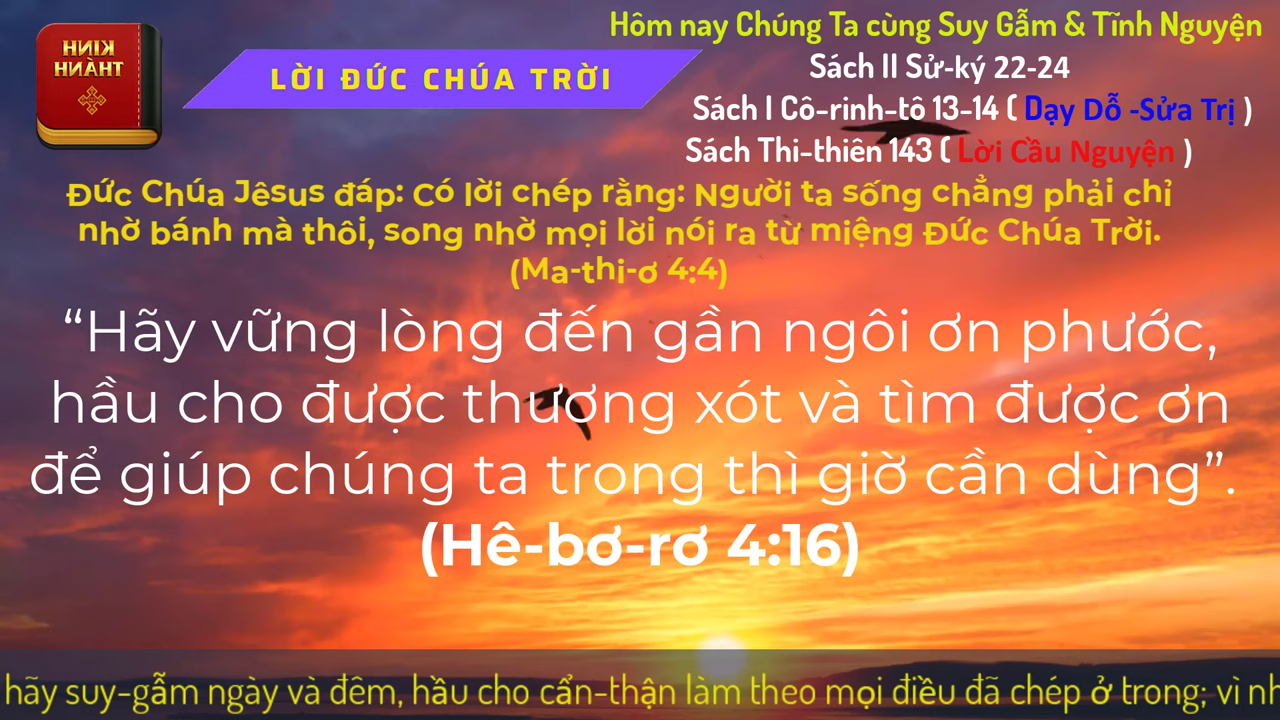 KINH
THÀNH
LỜI ĐỨC CHÚA TRỜI
Hôm nay Chúng Ta cùng Suy Gẫm & Tĩnh Nguyện
Sách II Sử-ký 22-24
Sách I Cô-rinh-tô 13-14 ( Dạy Dỗ -Sửa Trị )
Sách Thi-thiên 143 ( Lời Cầu Nguyện )
Đức Chúa Jêsus đáp: Có lời chép rằng: Người ta sống chẳng phải chỉ
nhờ bánh mà thôi, song nhờ mọi lời nói ra từ miệng Đức Chúa Trời.
(Ma-thi-ơ 4:4)
“Hãy vững lòng đến gần ngôi ơn phước,
hầu cho được thương xót và tìm được ơn
để giúp chúng ta trong thì giờ cần dùng”.
(Hê-bơ-rơ 4:16)
hãy suy-gẫm ngày và đêm, hầu cho cẩn-thận làm theo mọi điều đã chép ở trong; vì nh